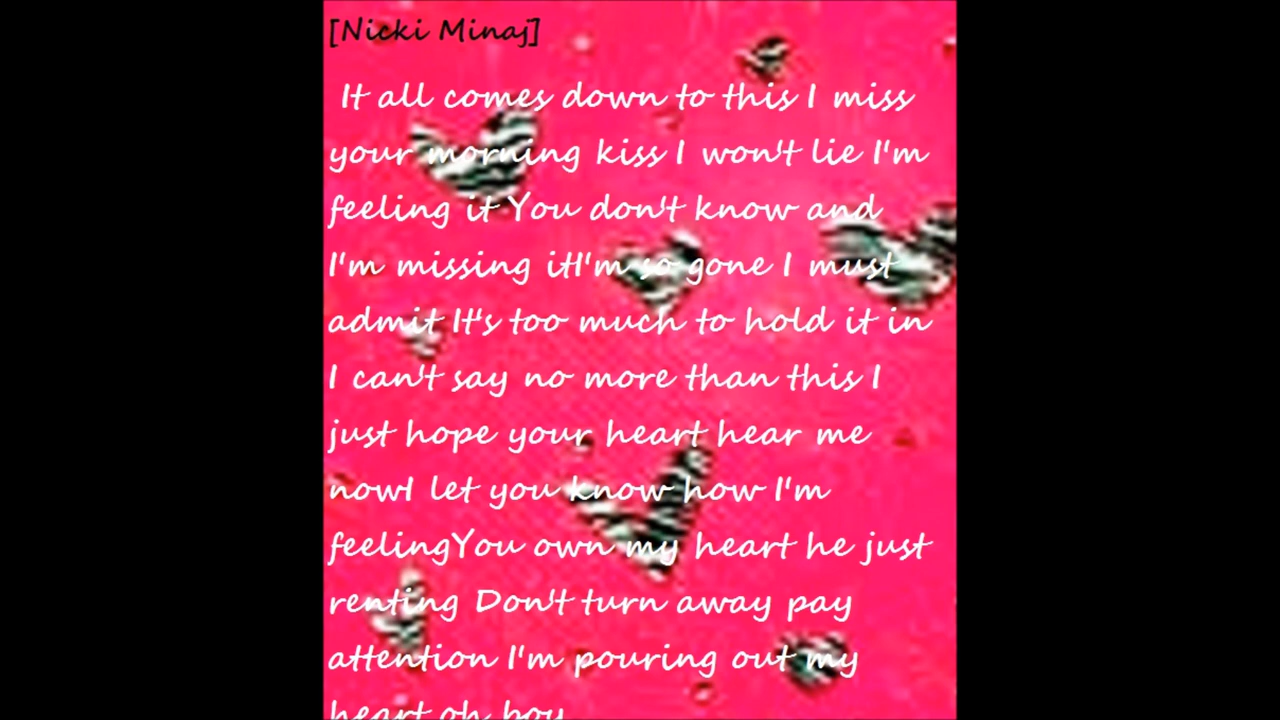 [Nicki Minaj]
It all comes down to this I miss
your morning kiss I won't lie I'm
feeling it You don't know and
I'm missing itI'm so gone I must
admit It's too much to hold it in
I can't say no more than this I
just hope your heart hear me
nowI let you know how I'm
feelingYou own my heart he just
renting Don't turn away pay
attention I'm pouring out my
heart oh boy